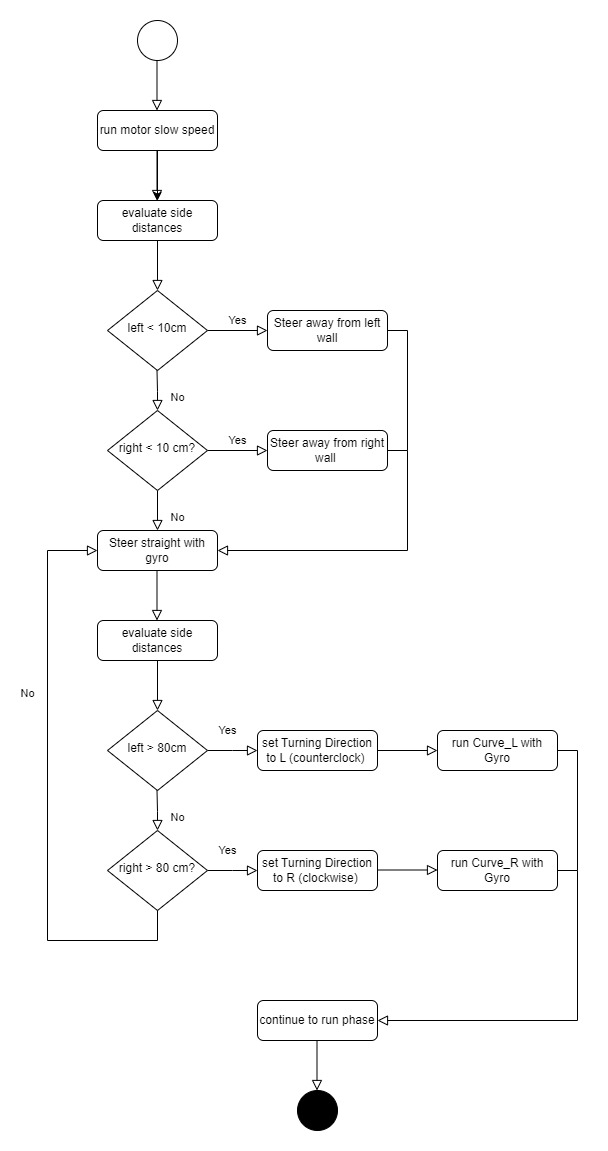 run motor slow speed
evaluate side
distances
left < 10cm
Yes
Steer away from left
wall
No
right < 10 cm?
Yes
Steer away from right
wall
No
Steer straight with
gyro
evaluate side
distances
No
left > 80cm
Yes
set Turning Direction
to L (counterclock)
run Curve_L with
Gyro
No
right > 80 cm?
Yes
set Turning Direction
to R (clockwise)
run Curve_R with
Gyro
continue to run phase